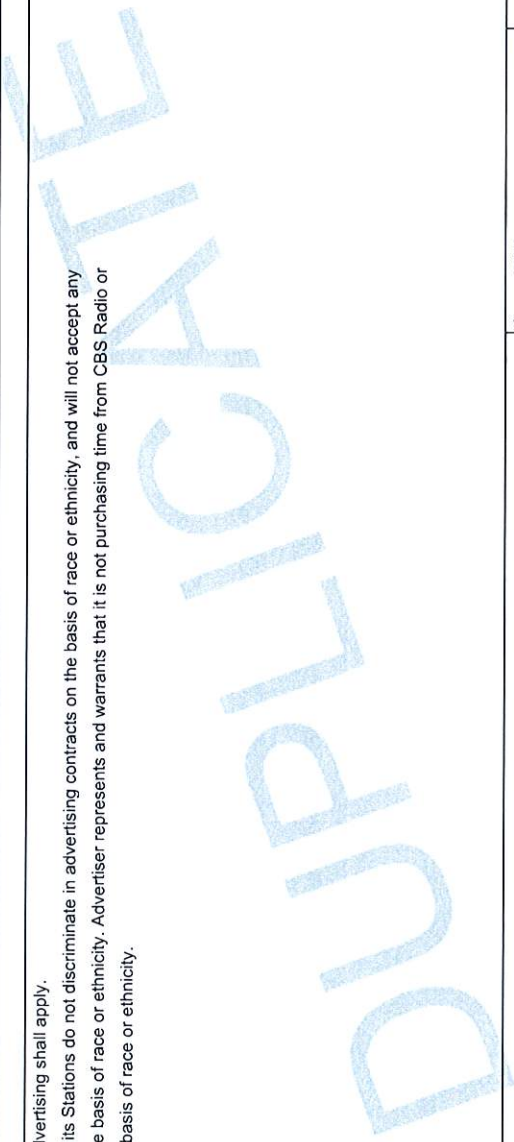 vertising shall apply.
its Stations do not discriminate in advertising contracts on the basis of race or ethnicity, and will not accept any
e basis of race or ethnicity. Advertiser represents and warrants that it is not purchasing time from CBS Radio or
basis of race or ethnicity.
DUPLICATE